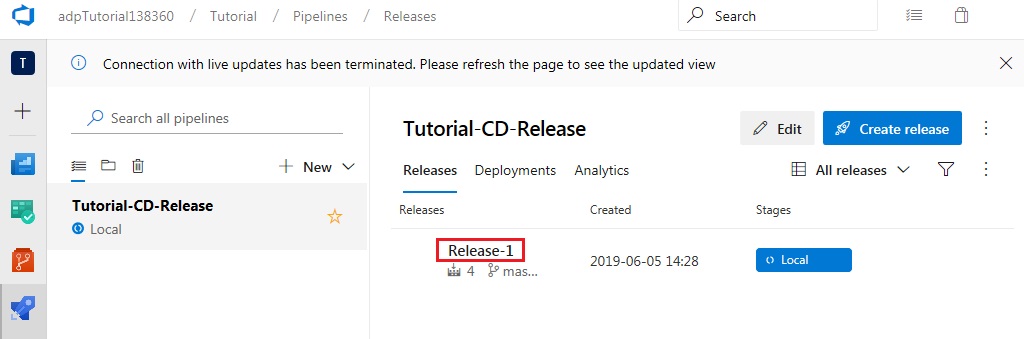 adpTutorial138360 / Tutorial / Pipelines / Releases
Search
T
Connection with live updates has been terminated. Please refresh the page to see the updated view
Search all pipelines
New
Tutorial-CD-Release
Local
Tutorial-CD-Release
Edit
Create release
Releases Deployments Analytics
All releases
Releases Created Stages
Release-1
4 mas...
2019-06-05 14:28
Local